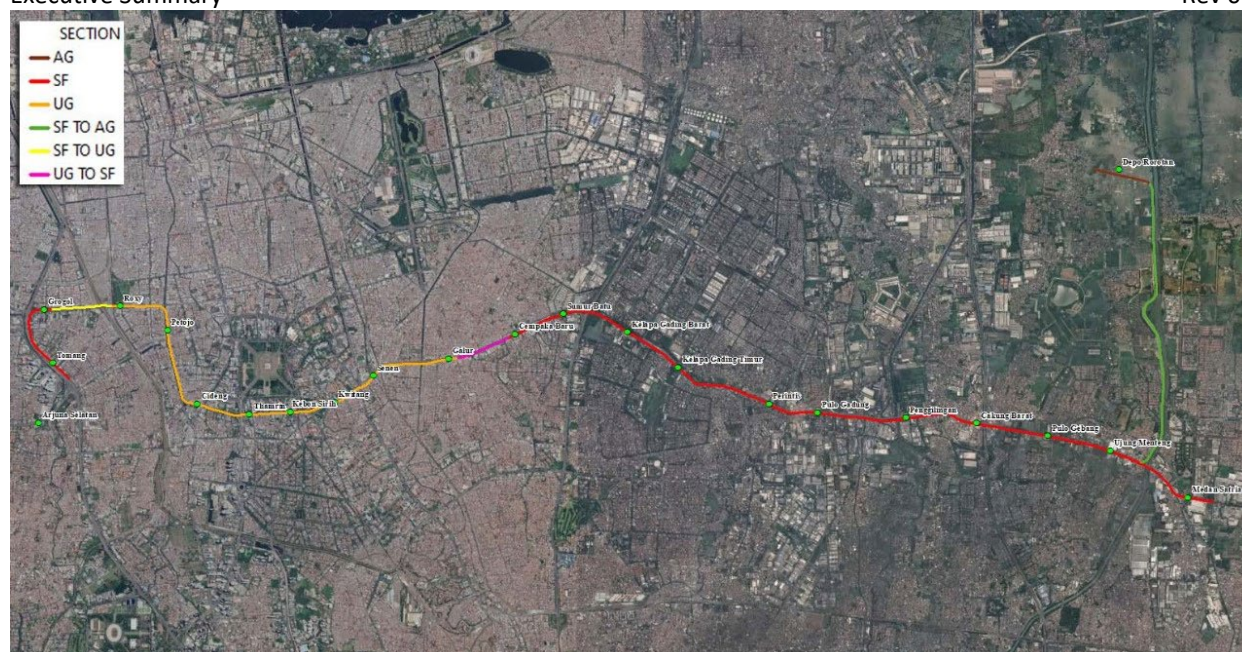 Executive Summary
SECTION
AG
SF
UG
SF TO AG
SF TO UG
UG TO SF
Depo Rorotan
Grogol
Roxy
Petojo
Tomang
Arjuna Selatan
Cideng
Thamrin
Kebon Sirih
Kwitang
Senen
Galur
Cempaka Baru
Sumur Batu
Kelapa Gading Barat
Kelapa Gading Timur
Perintis
Pulo Gadung
Penggilingan
Cakung Barat
Pulo Gebang
Ujung Menteng
Medan Satria